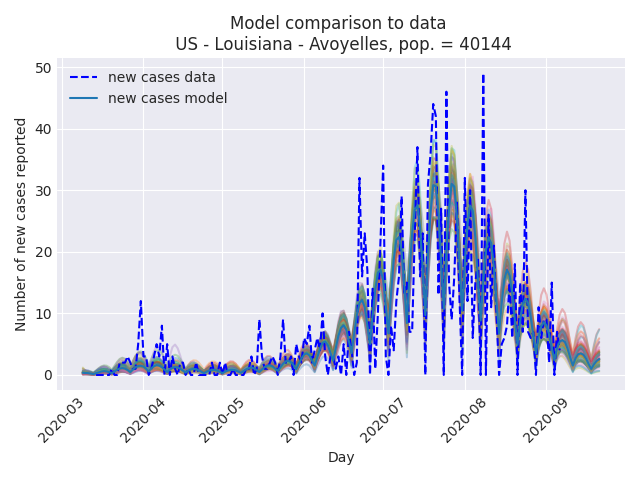 Model comparison to data
US - Louisiana - Avoyelles, pop. = 40144
new cases data
new cases model
Number of new cases reported
50
40
30
20
10
0
2020-03
2020-04
2020-05
2020-06
2020-07
2020-08
2020-09
Day